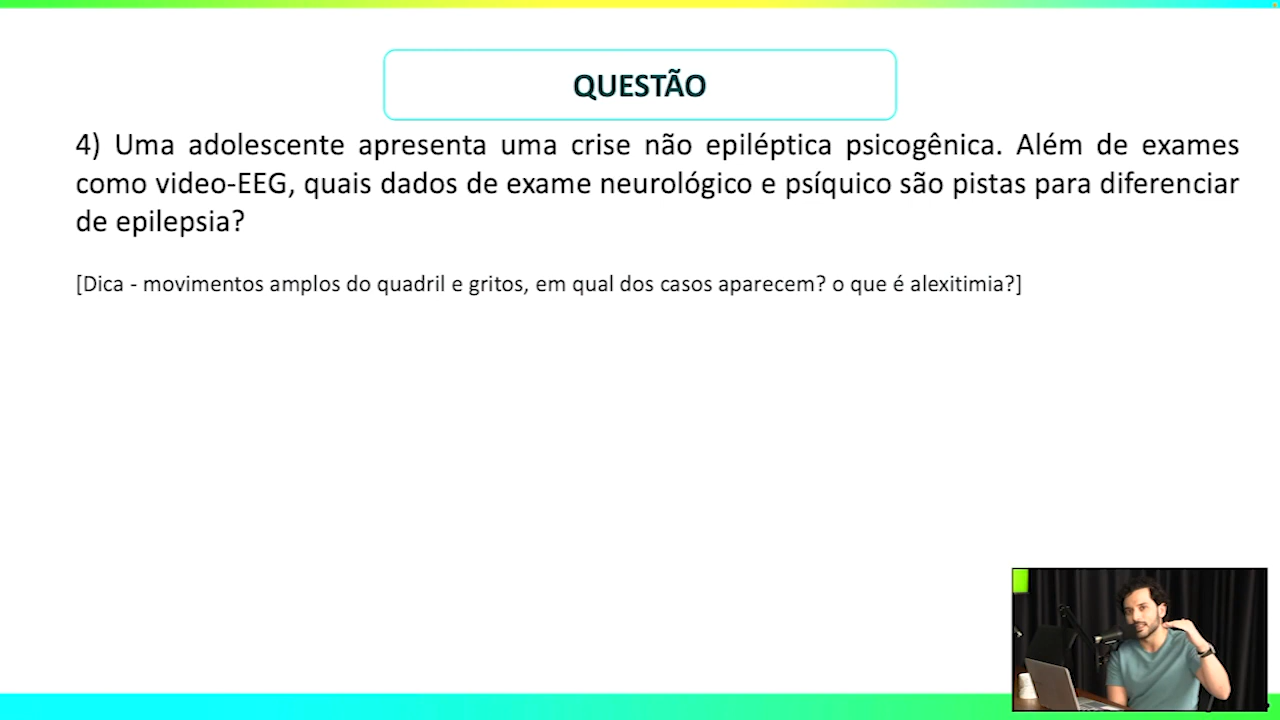 QUESTÃO
4) Uma adolescente apresenta uma crise não epiléptica psicogênica. Além de exames
como video-EEG, quais dados de exame neurológico e psíquico são pistas para diferenciar
de epilepsia?
[Dica - movimentos amplos do quadril e gritos, em qual dos casos aparecem? o que é alexitimia?]